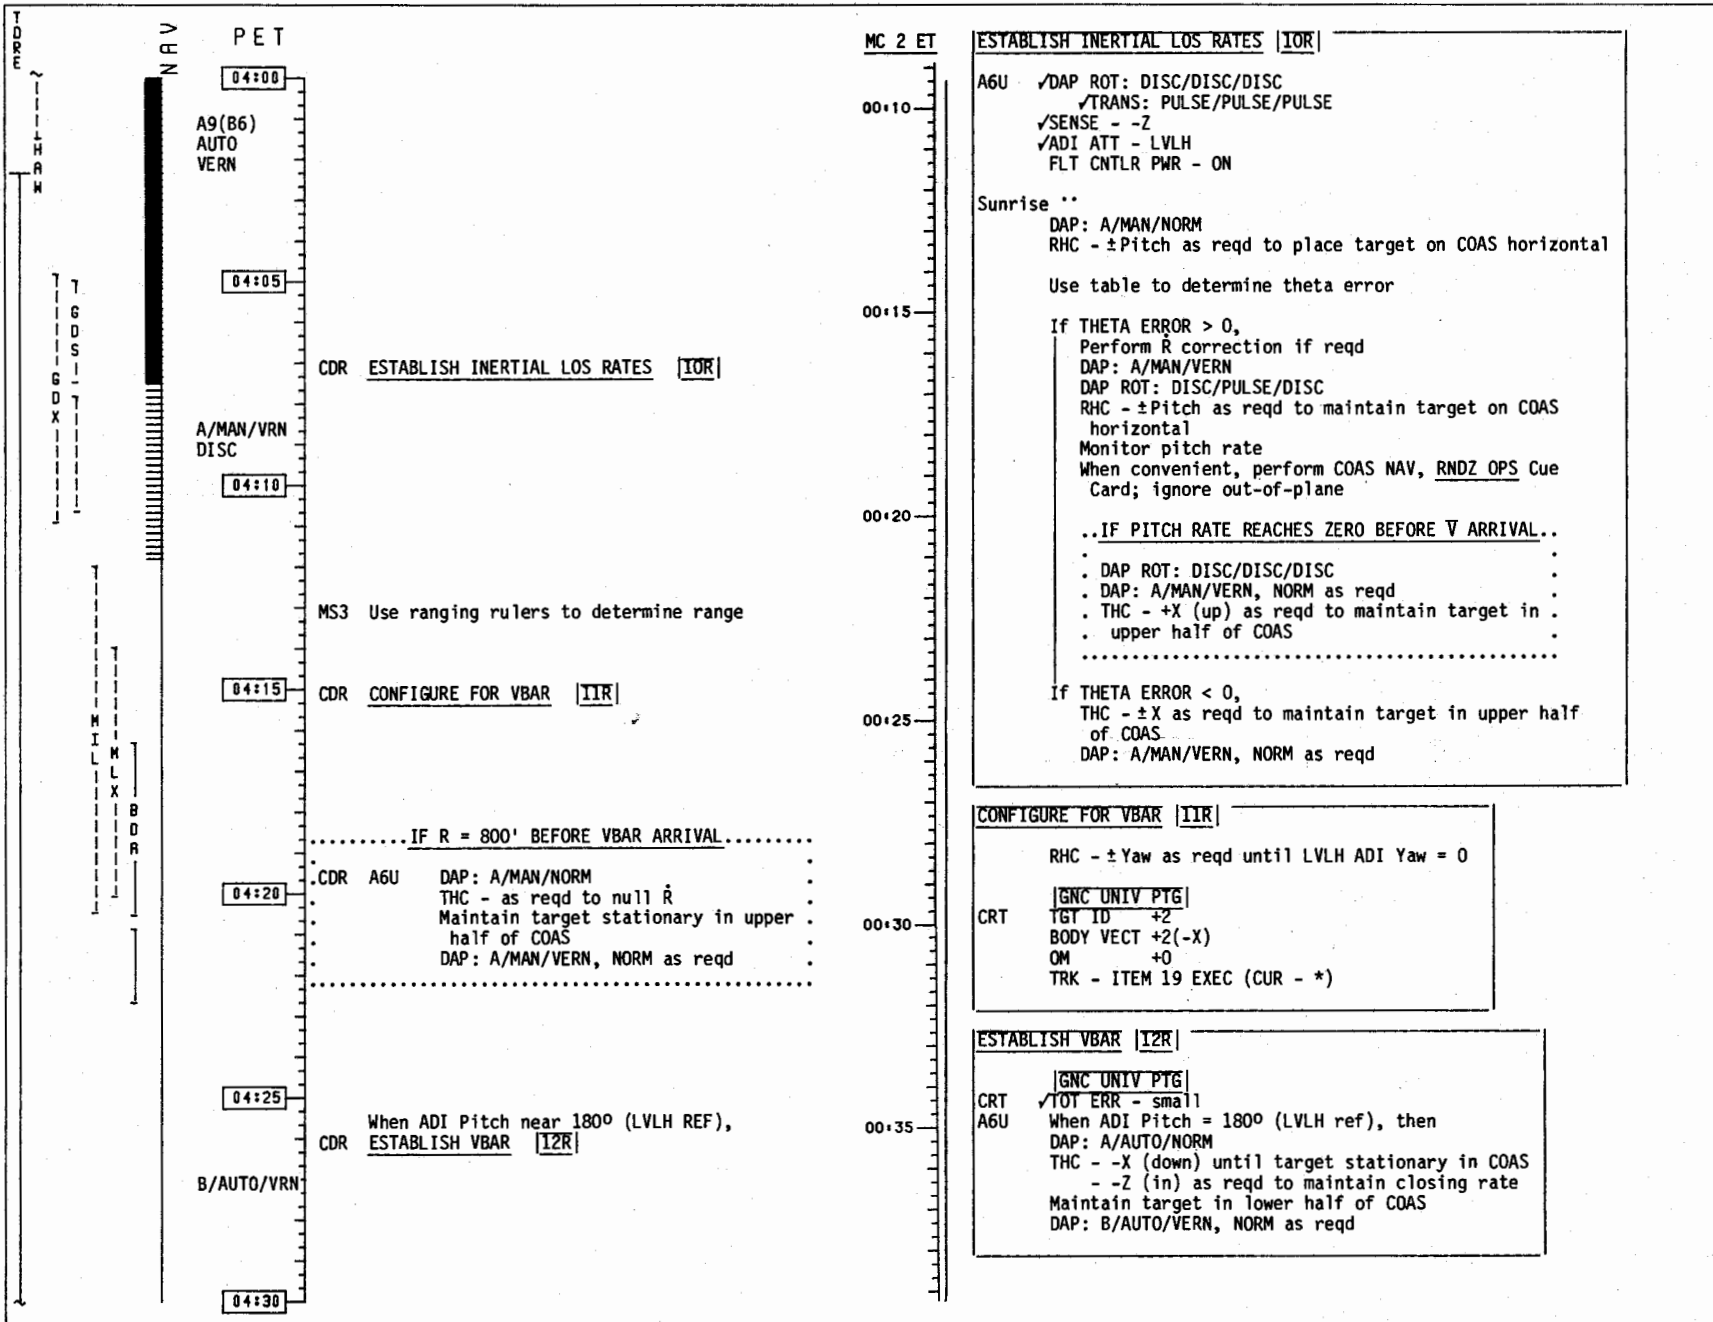 TDRE
HAW
NAV
PET
04:00
A9(B6)
AUTO
VERN
04:05
GDS
GDX
CDR ESTABLISH INERTIAL LOS RATES |10R|
A/MAN/VRN
DISC
04:10
MS3 Use ranging rulers to determine range
04:15
CDR CONFIGURE FOR VBAR |11R|
MIL
MLX
BDA
..........IF R = 800' BEFORE VBAR ARRIVAL.........
CDR A6U DAP: A/MAN/NORM
04:20
THC - as reqd to null Ṙ
Maintain target stationary in upper
half of COAS
DAP: A/MAN/VERN, NORM as reqd
04:25
When ADI Pitch near 180º (LVLH REF),
CDR ESTABLISH VBAR |12R|
B/AUTO/VRN
04:30
MC 2 ET
00:10
00:15
00:20
00:25
00:30
00:35
ESTABLISH INERTIAL LOS RATES |10R|
A6U √DAP ROT: DISC/DISC/DISC
√TRANS: PULSE/PULSE/PULSE
√SENSE - -Z
√ADI ATT - LVLH
FLT CNTLR PWR - ON
Sunrise
DAP: A/MAN/NORM
RHC - ±Pitch as reqd to place target on COAS horizontal
Use table to determine theta error
If THETA ERROR > 0,
Perform Ṙ correction if reqd
DAP: A/MAN/VERN
DAP ROT: DISC/PULSE/DISC
RHC - ±Pitch as reqd to maintain target on COAS
horizontal
Monitor pitch rate
When convenient, perform COAS NAV, RNDZ OPS Cue
Card; ignore out-of-plane
..IF PITCH RATE REACHES ZERO BEFORE V̅ ARRIVAL..
DAP ROT: DISC/DISC/DISC
DAP: A/MAN/VERN, NORM as reqd
THC - +X (up) as reqd to maintain target in
upper half of COAS
If THETA ERROR < 0,
THC - ±X as reqd to maintain target in upper half
of COAS
DAP: A/MAN/VERN, NORM as reqd
CONFIGURE FOR VBAR |11R|
RHC - ±Yaw as reqd until LVLH ADI Yaw = 0
|GNC UNIV PTG|
CRT TGT ID +2
BODY VECT +2(-X)
OM +0
TRK - ITEM 19 EXEC (CUR - *)
ESTABLISH VBAR |12R|
|GNC UNIV PTG|
CRT √TOT ERR - small
A6U When ADI Pitch = 180º (LVLH ref), then
DAP: A/AUTO/NORM
THC - -X (down) until target stationary in COAS
- -Z (in) as reqd to maintain closing rate
Maintain target in lower half of COAS
DAP: B/AUTO/VERN, NORM as reqd